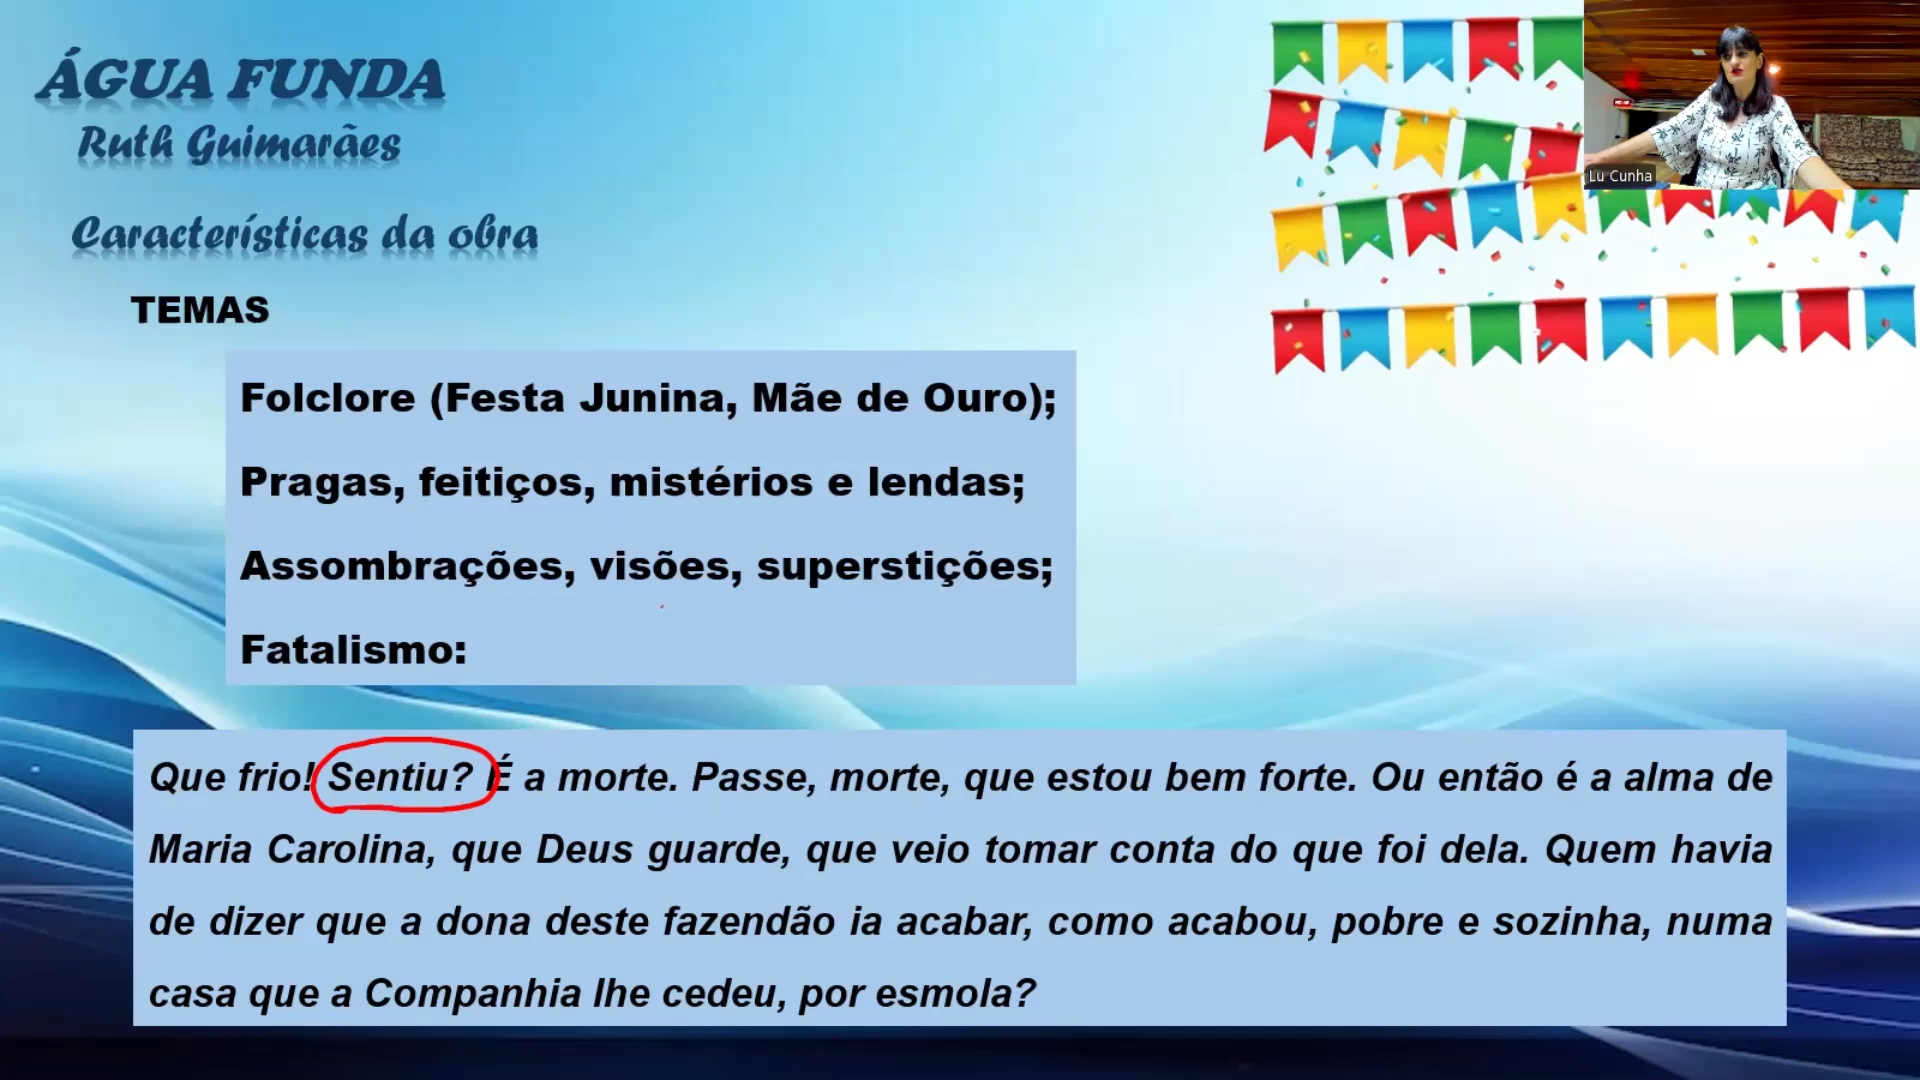 ÁGUA FUNDA
Ruth Guimarães
Características da obra
TEMAS
Folclore (Festa Junina, Mãe de Ouro);
Pragas, feitiços, mistérios e lendas;
Assombrações, visões, superstições;
Fatalismo:
Que frio! Sentiu? É a morte. Passe, morte, que estou bem forte. Ou então é a alma de
Maria Carolina, que Deus guarde, que veio tomar conta do que foi dela. Quem havia
de dizer que a dona deste fazendão ia acabar, como acabou, pobre e sozinha, numa
casa que a Companhia lhe cedeu, por esmola?
Lu Cunha